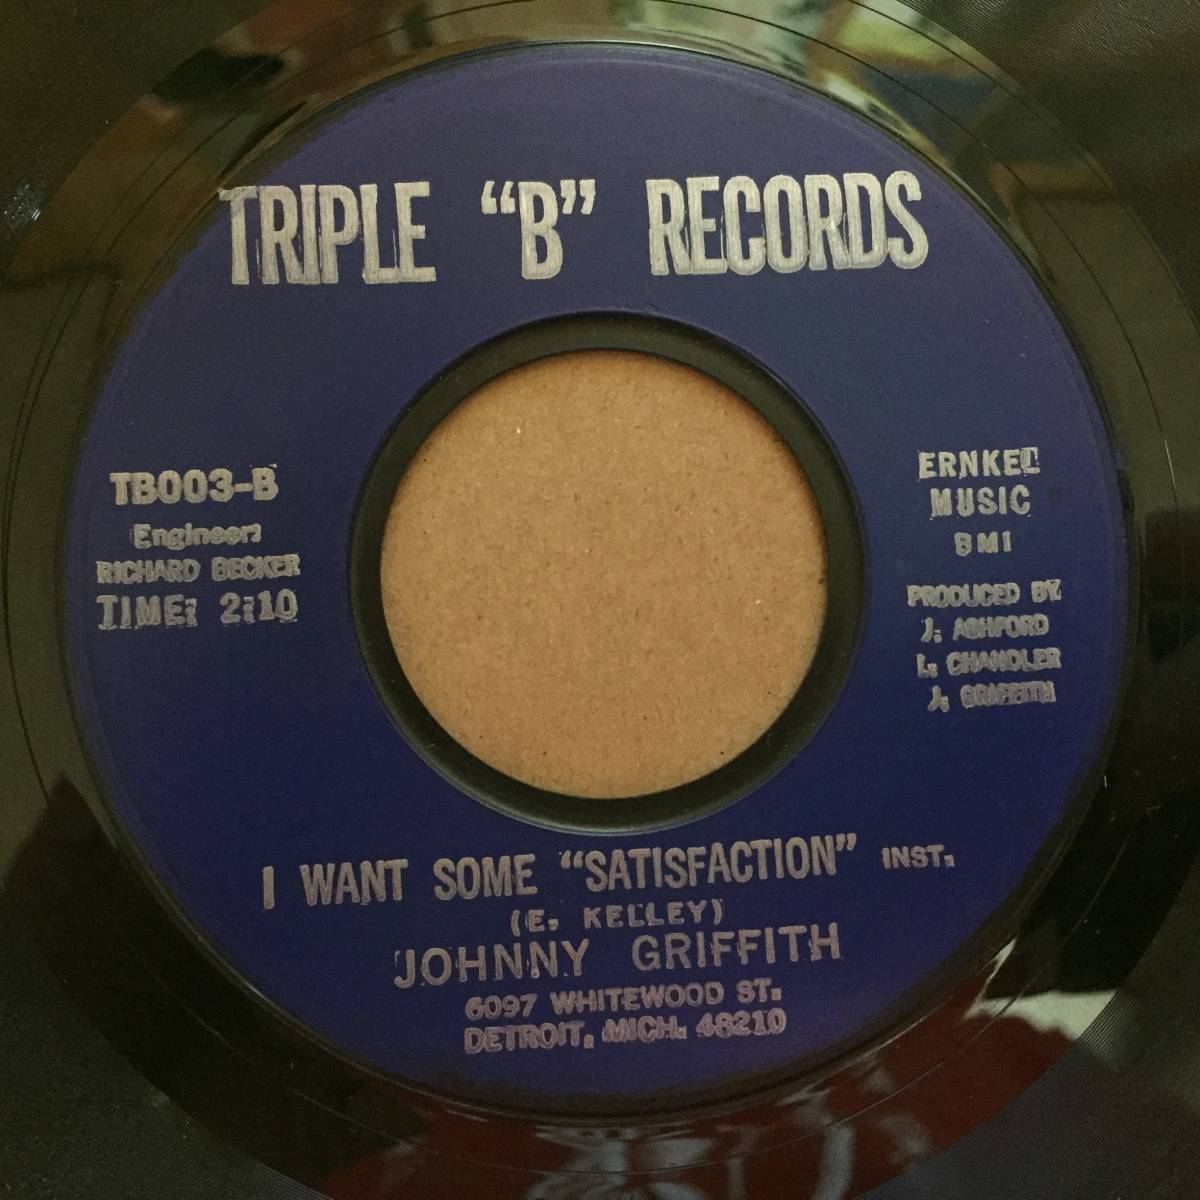 TRIPLE “B” RECORDS
TB003-B
Engineer:
RICHARD BECKER
TIME: 2:10
ERNKEL
MUSIC
BMI
PRODUCED BY:
J. ASHFORD
L. CHANDLER
J. GRIFFITH
I WANT SOME “SATISFACTION” INST.
(E. KELLEY)
JOHNNY GRIFFITH
6097 WHITEWOOD ST.
DETROIT, MICH. 48210